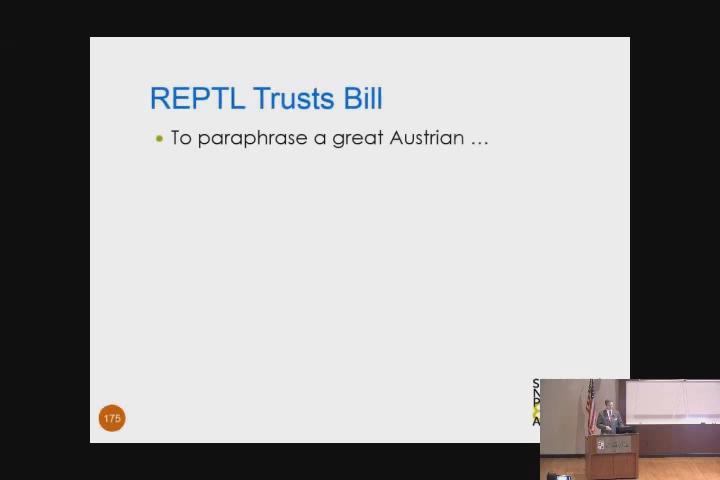 REPTL Trusts Bill
• To paraphrase a great Austrian …
175
S
N
P
A